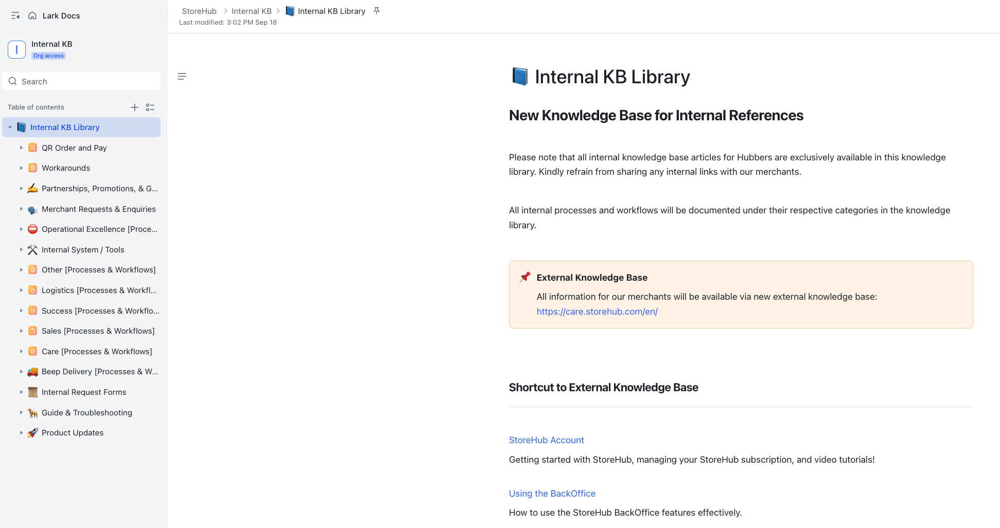 Lark Docs
Internal KB
Org access
Search
Table of contents
Internal KB Library
QR Order and Pay
Workarounds
Partnerships, Promotions, & G...
Merchant Requests & Enquiries
Operational Excellence [Proce...
Internal System / Tools
Other [Processes & Workflows]
Logistics [Processes & Workfl...
Success [Processes & Workflo...
Sales [Processes & Workflows]
Care [Processes & Workflows]
Beep Delivery [Processes & W...
Internal Request Forms
Guide & Troubleshooting
Product Updates
StoreHub > Internal KB > Internal KB Library
Last modified: 3:02 PM Sep 18
Internal KB Library
New Knowledge Base for Internal References
Please note that all internal knowledge base articles for Hubbers are exclusively available in this knowledge
library. Kindly refrain from sharing any internal links with our merchants.
All internal processes and workflows will be documented under their respective categories in the knowledge
library.
External Knowledge Base
All information for our merchants will be available via new external knowledge base:
https://care.storehub.com/en/
Shortcut to External Knowledge Base
StoreHub Account
Getting started with StoreHub, managing your StoreHub subscription, and video tutorials!
Using the BackOffice
How to use the StoreHub BackOffice features effectively.